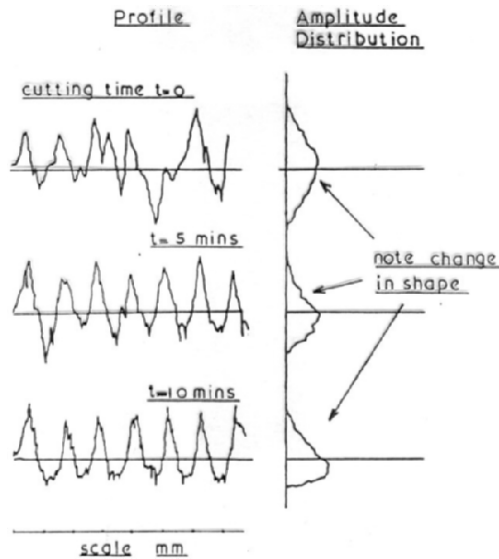 Profile
Amplitude
Distribution
cutting time t=0
t=5 mins
note change
in shape
t=10 mins
scale mm